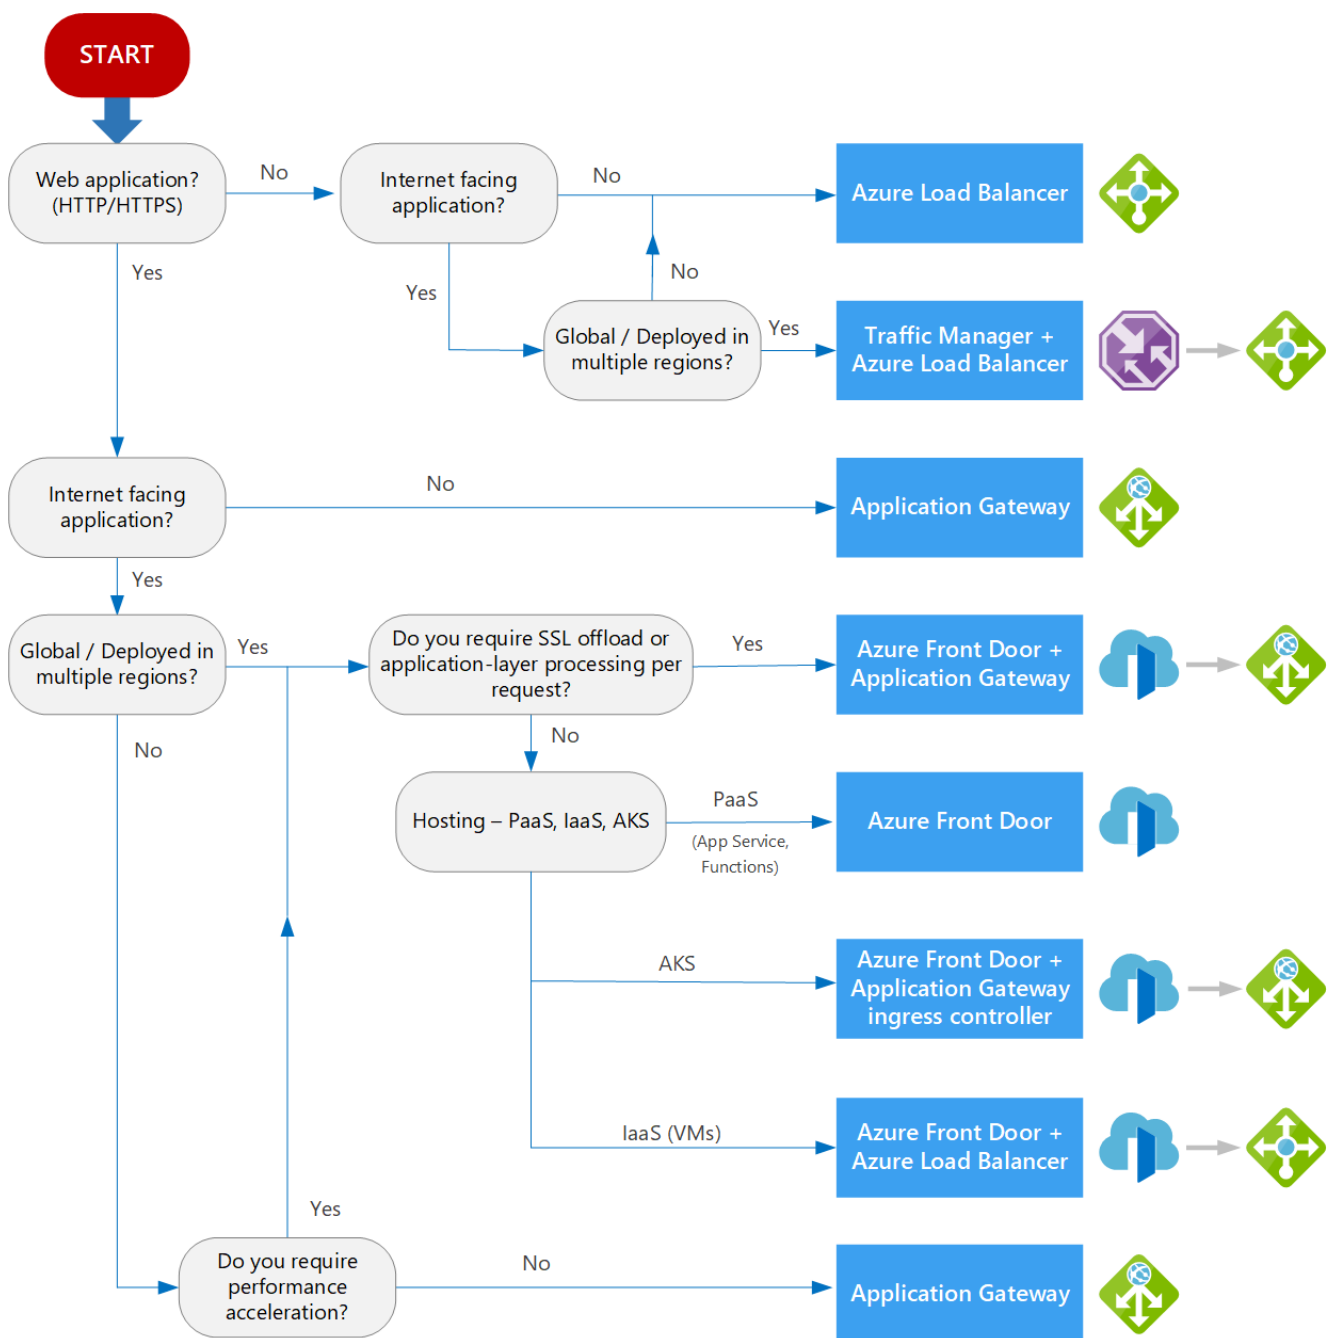 START
Web application?
(HTTP/HTTPS)
No
Internet facing
application?
No
Azure Load Balancer
Yes
Yes
No
Global / Deployed in
multiple regions?
Yes
Traffic Manager +
Azure Load Balancer
Internet facing
application?
No
Application Gateway
Yes
Global / Deployed in
multiple regions?
Yes
Do you require SSL offload or
application-layer processing per
request?
Yes
Azure Front Door +
Application Gateway
No
No
Hosting – PaaS, IaaS, AKS
PaaS
(App Service,
Functions)
Azure Front Door
AKS
Azure Front Door +
Application Gateway
ingress controller
IaaS (VMs)
Azure Front Door +
Azure Load Balancer
Yes
Do you require
performance
acceleration?
No
Application Gateway